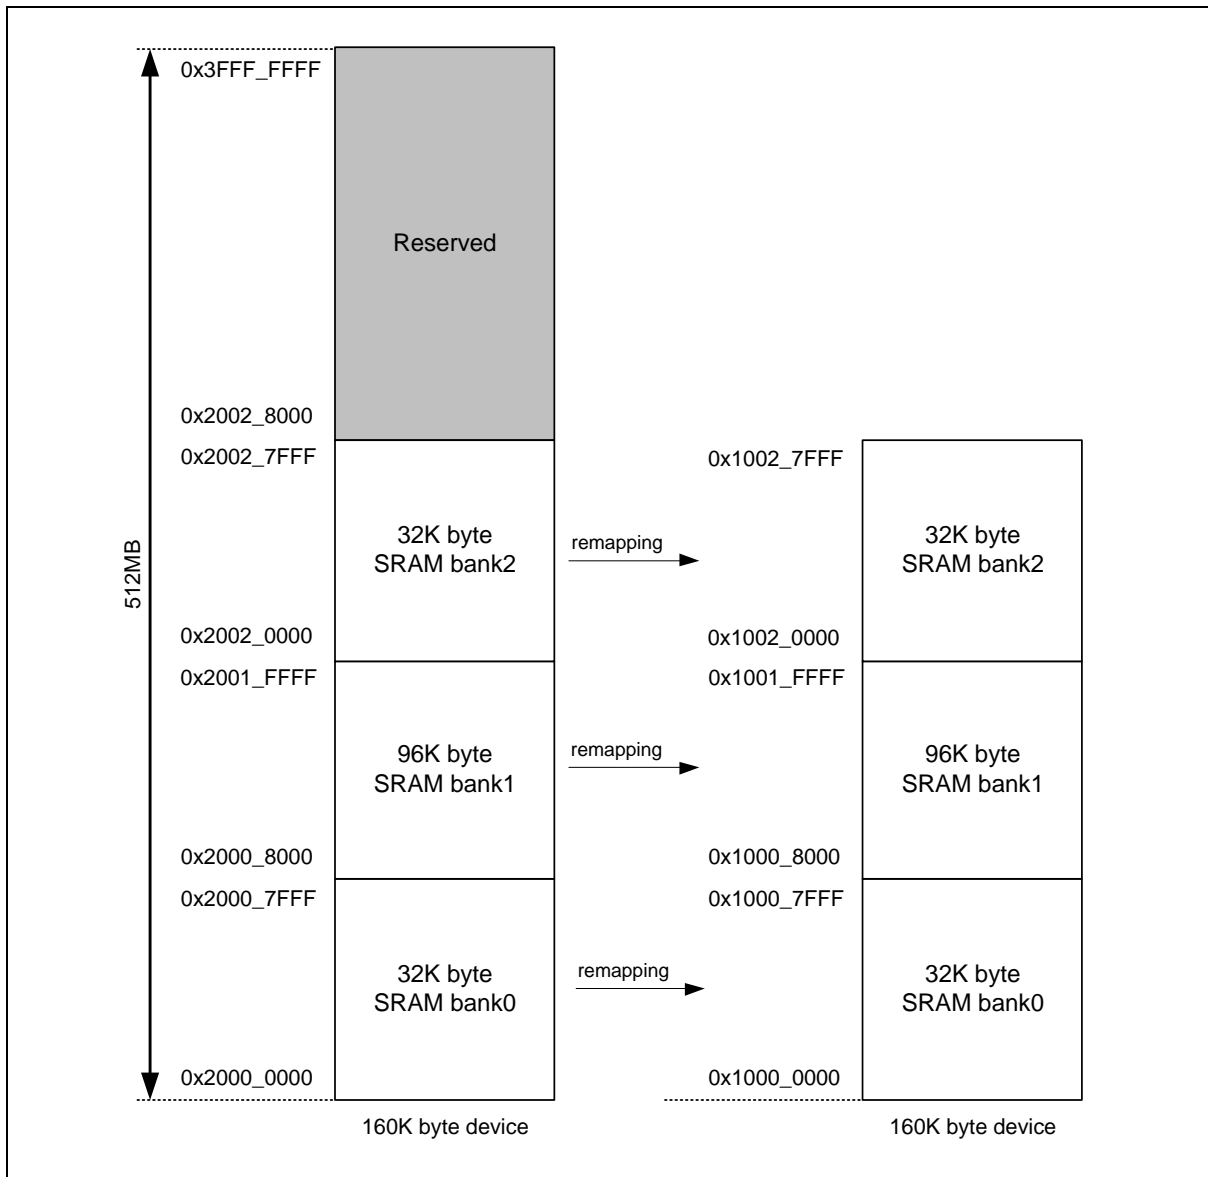 0x3FFF_FFFF
Reserved
0x2002_8000
0x2002_7FFF
0x1002_7FFF
32K byte
SRAM bank2
remapping
32K byte
SRAM bank2
512MB
0x2002_0000
0x1002_0000
0x2001_FFFF
0x1001_FFFF
96K byte
SRAM bank1
remapping
96K byte
SRAM bank1
0x2000_8000
0x1000_8000
0x2000_7FFF
0x1000_7FFF
32K byte
SRAM bank0
remapping
32K byte
SRAM bank0
0x2000_0000
0x1000_0000
160K byte device
160K byte device